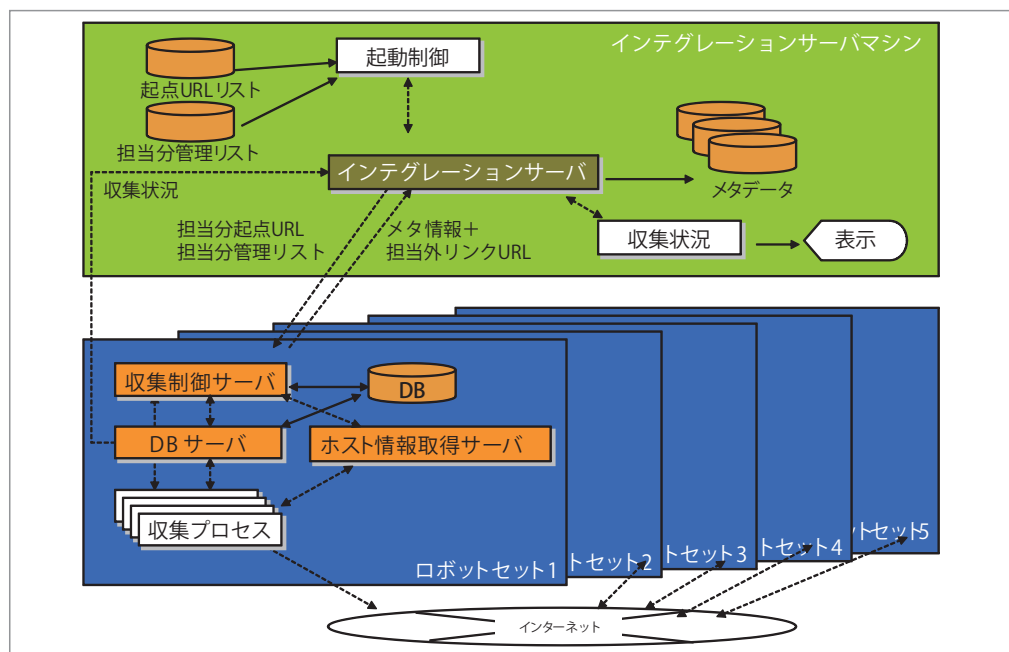 インテグレーションサーバマシン
起動制御
起点URLリスト
担当分管理リスト
インテグレーションサーバ
メタデータ
収集状況
担当分起点URL
担当分管理リスト
メタ情報＋
担当外リンクURL
収集状況
表示
収集制御サーバ
DB
DB サーバ
ホスト情報取得サーバ
収集プロセス
ロボットセット1
トセット2
トセット3
トセット4
ットセット5
インターネット